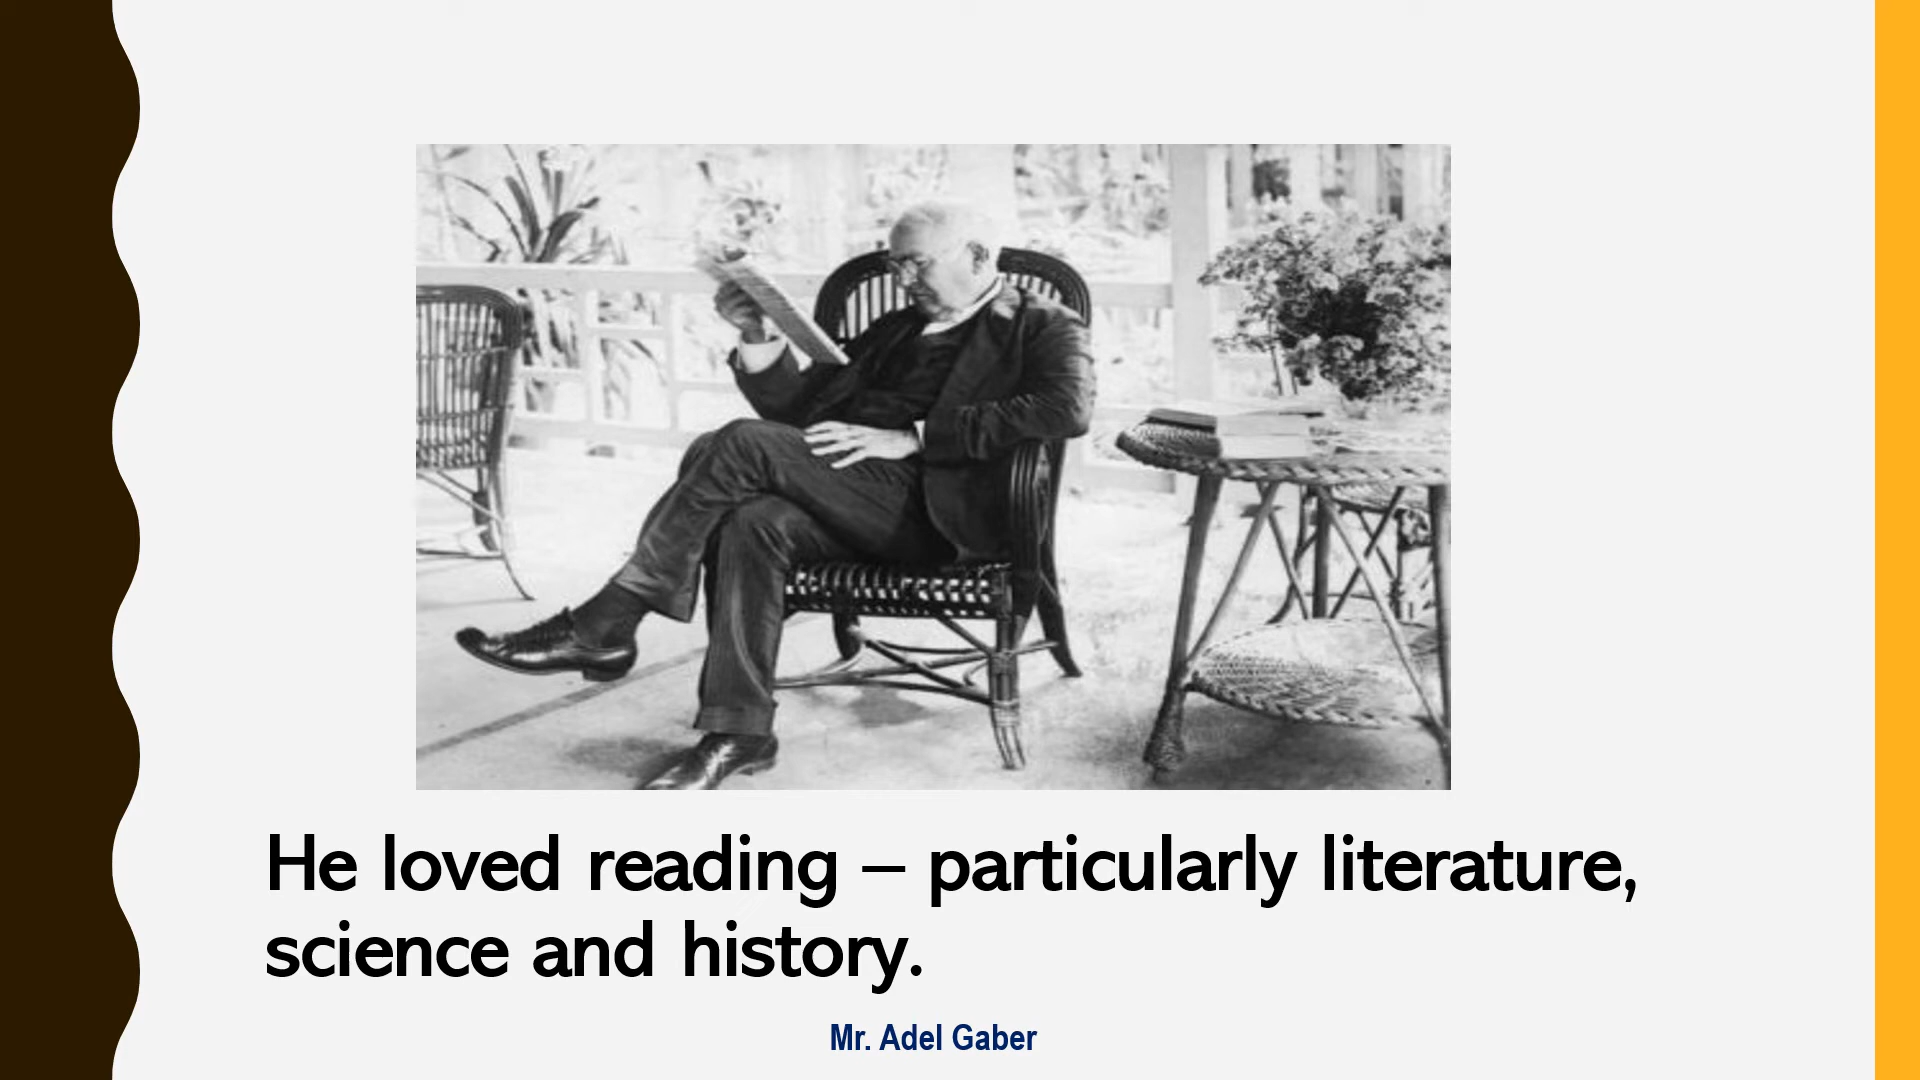 He loved reading – particularly literature,
science and history.
Mr. Adel Gaber